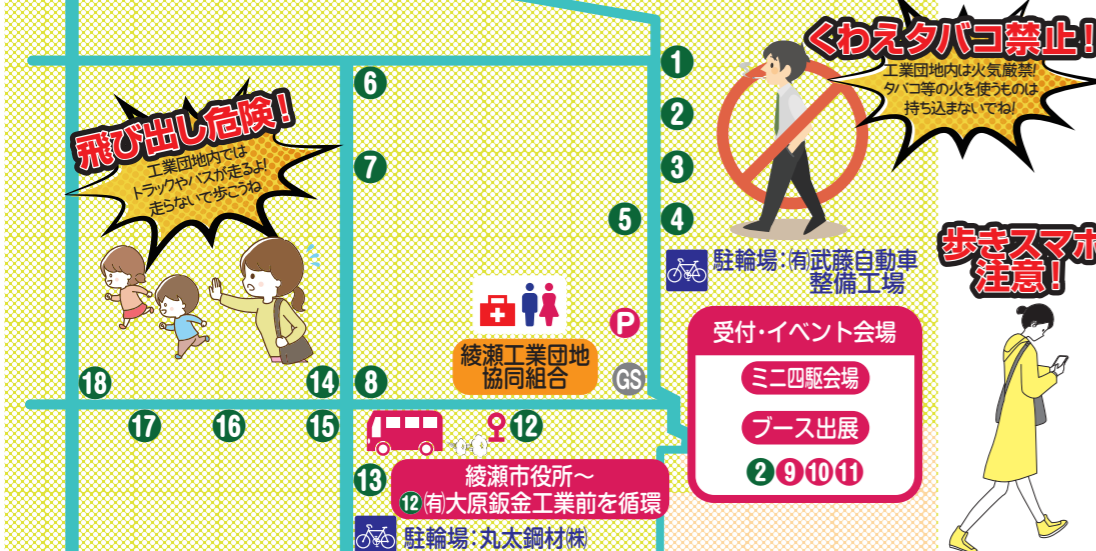 くわえタバコ禁止!
工業団地内は火気厳禁!
タバコ等の火を使うものは
持ち込まないでね!
1
6
飛び出し危険!
工業団地内では
トラックやバスが走るよ!
走らないで歩こうね
2
7
3
5
4
駐輪場:㈲武藤自動車
整備工場
歩きスマホ
注意!
P
綾瀬工業団地
協同組合
GS
受付・イベント会場
ミニ四駆会場
ブース出展
2 9 10 11
18
14
8
17
16
15
12
13
綾瀬市役所～
12㈲大原鈑金工業前を循環
駐輪場:丸太鋼材㈱